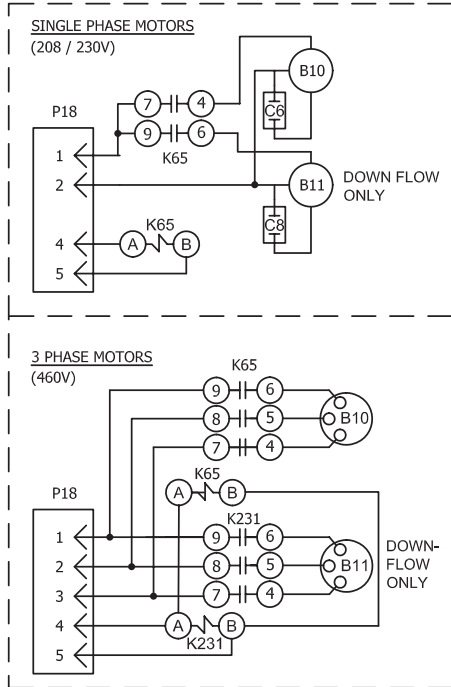 SINGLE PHASE MOTORS
(208 / 230V)
B10
P18
7 4
C6
9 6
1
K65
2
B11
DOWN FLOW
ONLY
K65
C8
4 A B
5
3 PHASE MOTORS
(460V)
K65
9 6
8 5 B10
7 4
K65
P18
A B
K231
1 9 6
2 8 5 B11
DOWN-
FLOW
ONLY
3 7 4
4 A B
K231
5